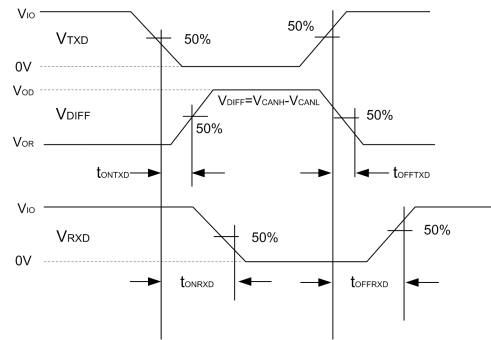 VIO
VTXD
50%
50%
0V
VOD
VDIFF=VCANH-VCANL
VDIFF
50%
50%
VOR
tONTXD
tOFFTXD
VIO
VRXD
50%
50%
0V
tONRXD
tOFFRXD